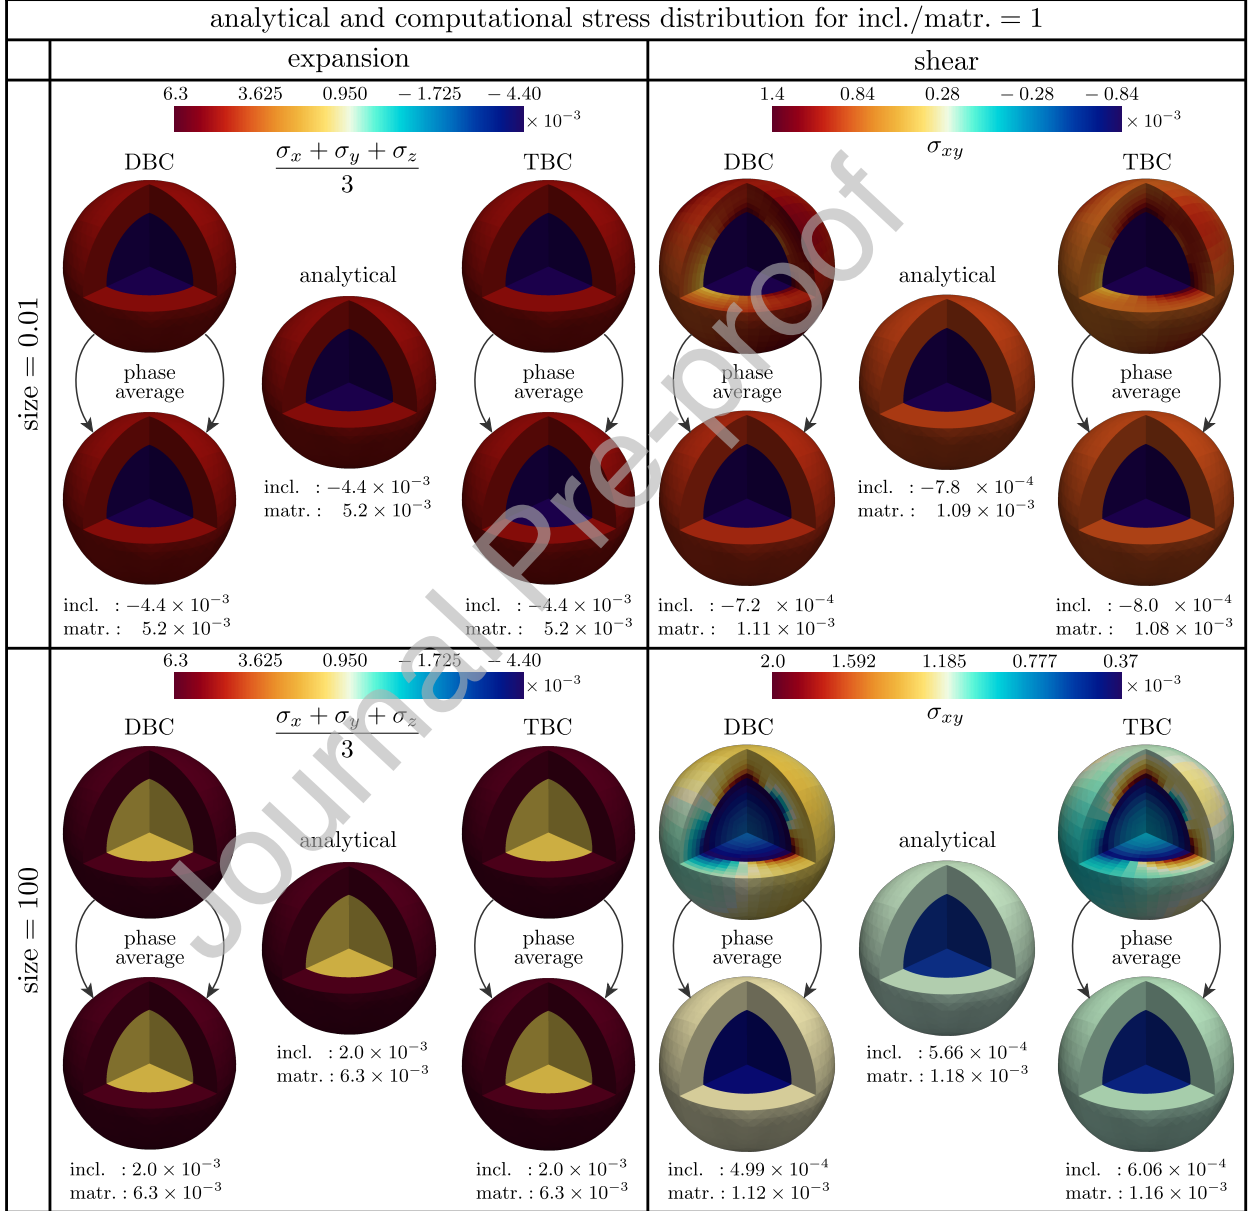 analytical and computational stress distribution for incl./matr. = 1
expansion
shear
size = 0.01
6.3 3.625 0.950 −1.725 −4.40
× 10⁻³
DBC
(σx + σy + σz)/3
TBC
analytical
phase
average
phase
average
incl. : −4.4 × 10⁻³
matr. : 5.2 × 10⁻³
incl. : −4.4 × 10⁻³
matr. : 5.2 × 10⁻³
incl. : −4.4 × 10⁻³
matr. : 5.2 × 10⁻³
1.4 0.84 0.28 −0.28 −0.84
× 10⁻³
DBC
σxy
TBC
analytical
phase
average
phase
average
incl. : −7.8 × 10⁻⁴
matr. : 1.09 × 10⁻³
incl. : −7.2 × 10⁻⁴
matr. : 1.11 × 10⁻³
incl. : −8.0 × 10⁻⁴
matr. : 1.08 × 10⁻³
size = 100
6.3 3.625 0.950 −1.725 −4.40
× 10⁻³
DBC
(σx + σy + σz)/3
TBC
analytical
phase
average
phase
average
incl. : 2.0 × 10⁻³
matr. : 6.3 × 10⁻³
incl. : 2.0 × 10⁻³
matr. : 6.3 × 10⁻³
incl. : 2.0 × 10⁻³
matr. : 6.3 × 10⁻³
2.0 1.592 1.185 0.777 0.37
× 10⁻³
DBC
σxy
TBC
analytical
phase
average
phase
average
incl. : 5.66 × 10⁻⁴
matr. : 1.18 × 10⁻³
incl. : 4.99 × 10⁻⁴
matr. : 1.12 × 10⁻³
incl. : 6.06 × 10⁻⁴
matr. : 1.16 × 10⁻³
Journal Pre-proof